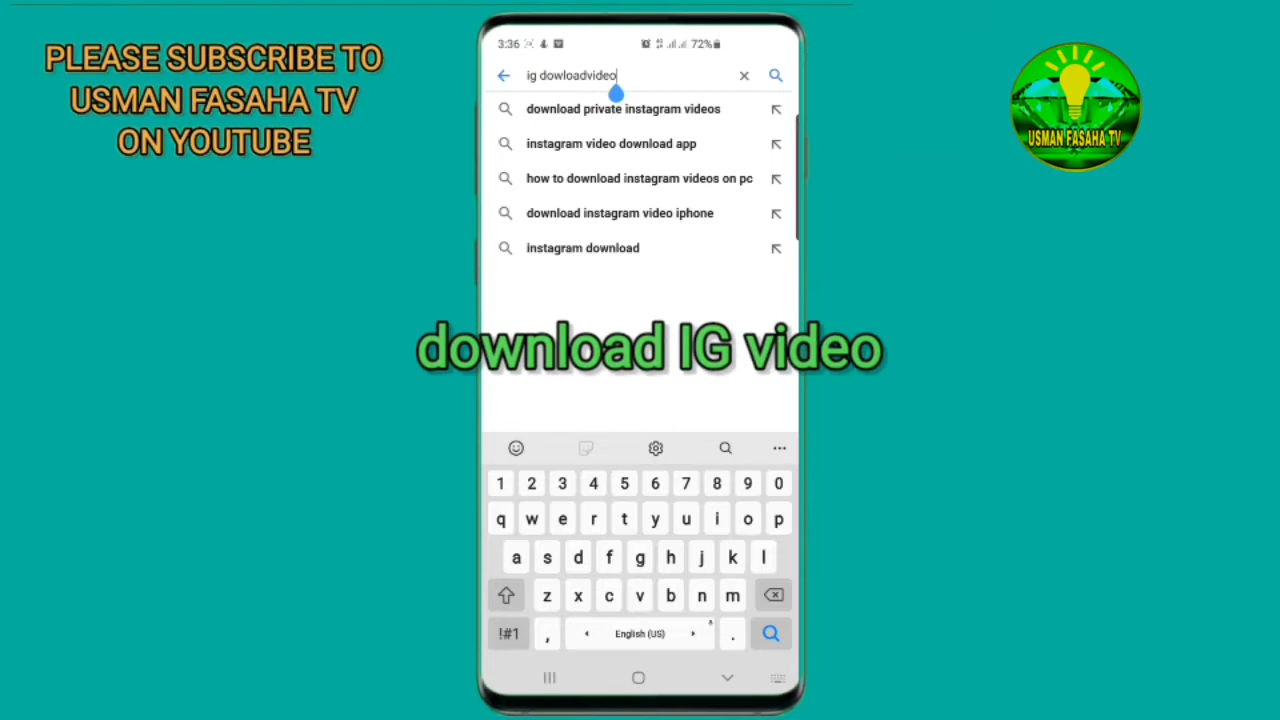 PLEASE SUBSCRIBE TO
USMAN FASAHA TV
ON YOUTUBE
USMAN FASAHA TV
3:36
72%
ig dowloadvideo
download private instagram videos
instagram video download app
how to download instagram videos on pc
download instagram video iphone
instagram download
download IG video
1 2 3 4 5 6 7 8 9 0
q w e r t y u i o p
a s d f g h j k l
z x c v b n m
!#1 , English (US) .